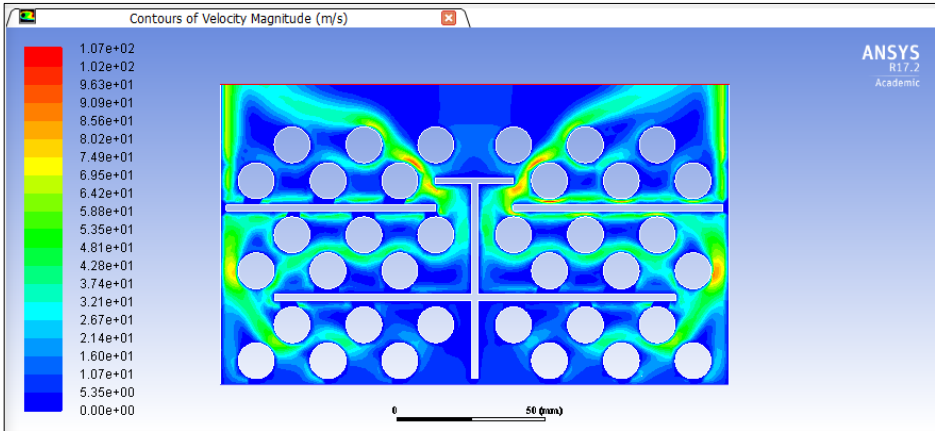 Contours of Velocity Magnitude (m/s)
ANSYS
R17.2
Academic
1.07e+02
1.02e+02
9.63e+01
9.09e+01
8.56e+01
8.02e+01
7.49e+01
6.95e+01
6.42e+01
5.88e+01
5.35e+01
4.81e+01
4.28e+01
3.74e+01
3.21e+01
2.67e+01
2.14e+01
1.60e+01
1.07e+01
5.35e+00
0.00e+00
0 50 (mm)